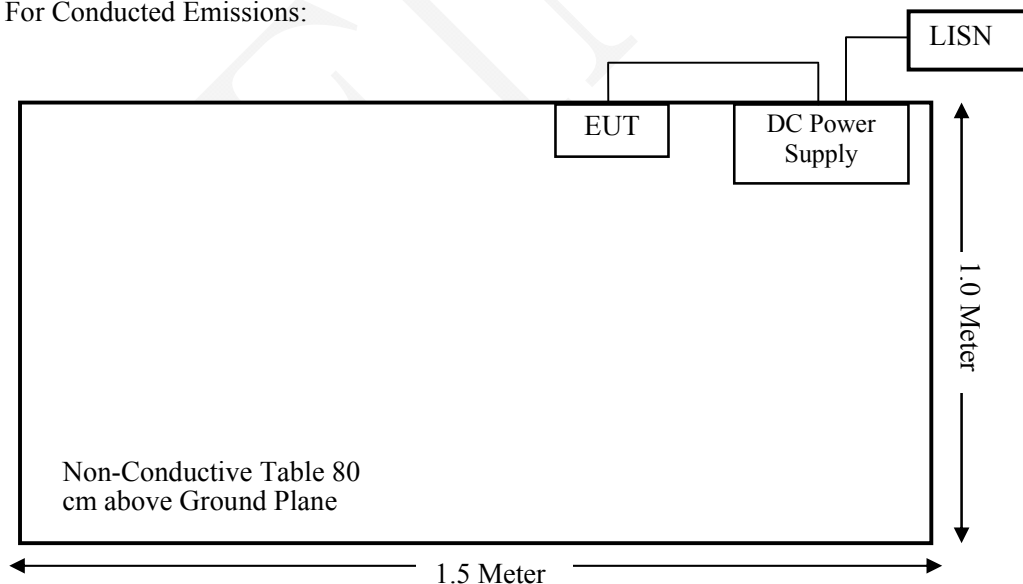 For Conducted Emissions:
LISN
EUT
DC Power
Supply
1.0 Meter
Non-Conductive Table 80
cm above Ground Plane
1.5 Meter